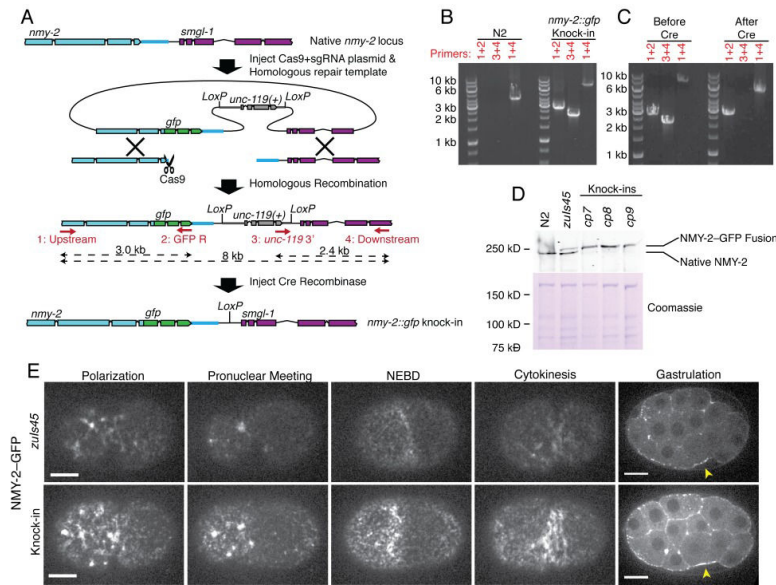 A
nmy-2
smgl-1
Native nmy-2 locus
Inject Cas9+sgRNA plasmid &
Homologous repair template
LoxP unc-119(+) LoxP
gfp
Cas9
Homologous Recombination
gfp
LoxP unc-119(+) LoxP
1: Upstream
2: GFP R
3: unc-119 3'
4: Downstream
3.0 kb
8 kb
2.4 kb
Inject Cre Recombinase
nmy-2
gfp
LoxP
smgl-1
nmy-2::gfp knock-in
B
N2
nmy-2::gfp
Knock-in
Primers:
1+2
3+4
1+4
1+2
3+4
1+4
10 kb
6 kb
3 kb
2 kb
1 kb
C
Before
Cre
After
Cre
1+2
3+4
1+4
1+2
3+4
1+4
10 kb
6 kb
3 kb
2 kb
1 kb
D
Knock-ins
N2
zuIs45
cp7
cp8
cp9
250 kD
NMY-2–GFP Fusion
Native NMY-2
150 kD
100 kD
75 kD
Coomassie
E
Polarization
Pronuclear Meeting
NEBD
Cytokinesis
Gastrulation
NMY-2–GFP
zuIs45
Knock-in